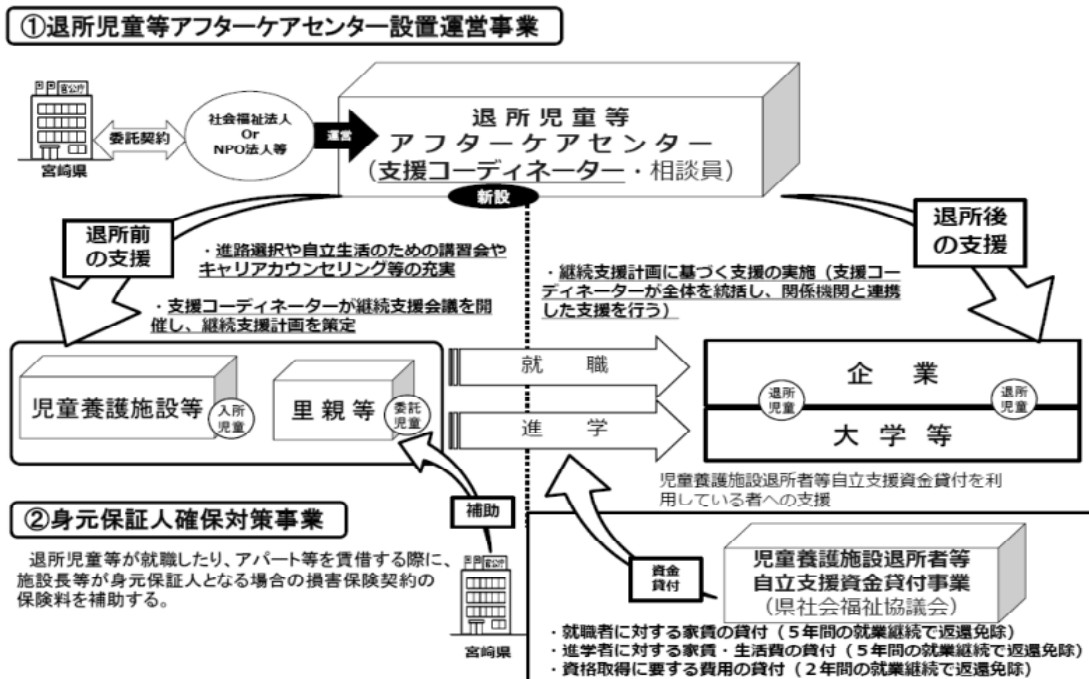 ①退所児童等アフターケアセンター設置運営事業
官公庁
宮崎県
委託契約
社会福祉法人
Or
NPO法人等
運営
退所児童等
アフターケアセンター
(支援コーディネーター・相談員)
新設
退所前
の支援
・進路選択や自立生活のための講習会や
キャリアカウンセリング等の充実
・支援コーディネーターが継続支援会議を開
催し、継続支援計画を策定
退所後
の支援
・継続支援計画に基づく支援の実施(支援コー
ディネーターが全体を統括し、関係機関と連携
した支援を行う)
児童養護施設等
入所
児童
里親等
委託
児童
就 職
進 学
企 業
退所
児童
退所
児童
大 学 等
児童養護施設退所者等自立支援資金貸付を利
用している者への支援
②身元保証人確保対策事業
退所児童等が就職したり、アパート等を賃借する際に、
施設長等が身元保証人となる場合の損害保険契約の
保険料を補助する。
補助
官公庁
宮崎県
資金
貸付
児童養護施設退所者等
自立支援資金貸付事業
(県社会福祉協議会)
・就職者に対する家賃の貸付(5年間の就業継続で返還免除)
・進学者に対する家賃・生活費の貸付(5年間の就業継続で返還免除)
・資格取得に要する費用の貸付(2年間の就業継続で返還免除)